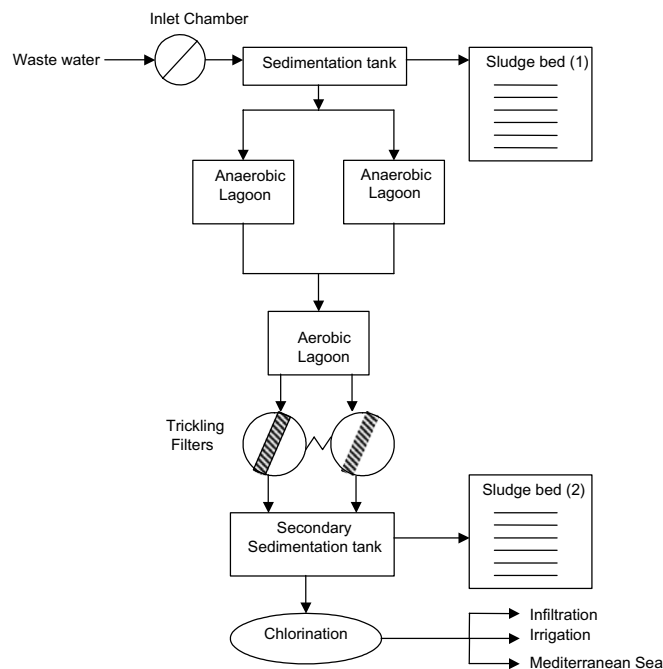 Inlet Chamber
Waste water
Sedimentation tank
Sludge bed (1)
Anaerobic
Lagoon
Anaerobic
Lagoon
Aerobic
Lagoon
Trickling
Filters
Sludge bed (2)
Secondary
Sedimentation tank
Chlorination
Infiltration
Irrigation
Mediterranean Sea